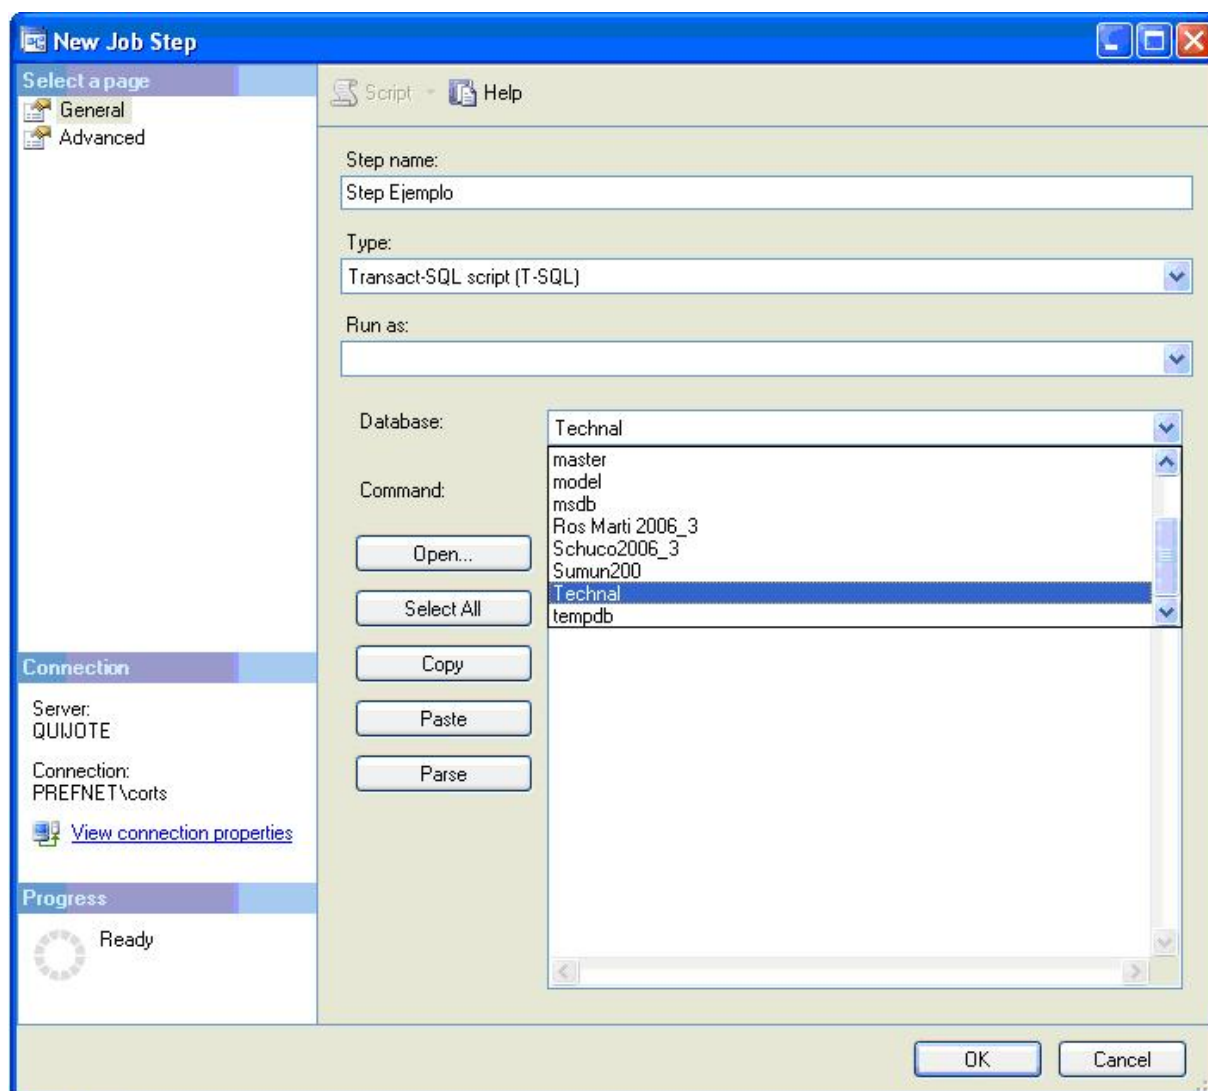 New Job Step
Select a page
General
Advanced
Script
Help
Step name:
Step Ejemplo
Type:
Transact-SQL script (T-SQL)
Run as:
Database:
Technal
master
model
msdb
Ros Marti 2006_3
Schuco2006_3
Sumun200
Technal
tempdb
Command:
Open...
Select All
Copy
Paste
Parse
Connection
Server:
QUIJOTE
Connection:
PREFNET\corts
View connection properties
Progress
Ready
OK
Cancel